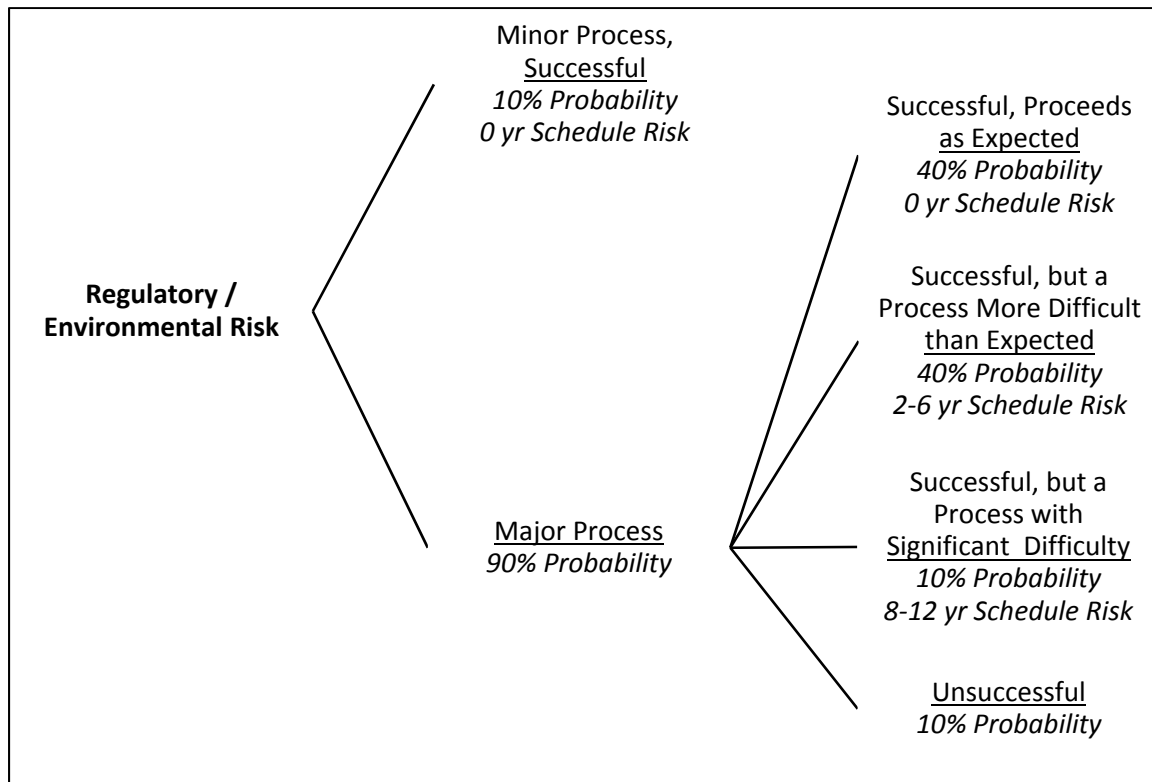 Minor Process,
Successful
10% Probability
0 yr Schedule Risk
Regulatory /
Environmental Risk
Major Process
90% Probability
Successful, Proceeds
as Expected
40% Probability
0 yr Schedule Risk
Successful, but a
Process More Difficult
than Expected
40% Probability
2-6 yr Schedule Risk
Successful, but a
Process with
Significant Difficulty
10% Probability
8-12 yr Schedule Risk
Unsuccessful
10% Probability